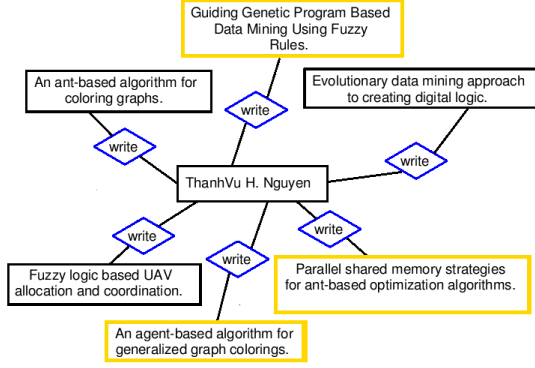 Guiding Genetic Program Based
Data Mining Using Fuzzy
Rules.
An ant-based algorithm for
coloring graphs.
Evolutionary data mining approach
to creating digital logic.
write
write
write
ThanhVu H. Nguyen
write
write
write
Fuzzy logic based UAV
allocation and coordination.
Parallel shared memory strategies
for ant-based optimization algorithms.
An agent-based algorithm for
generalized graph colorings.